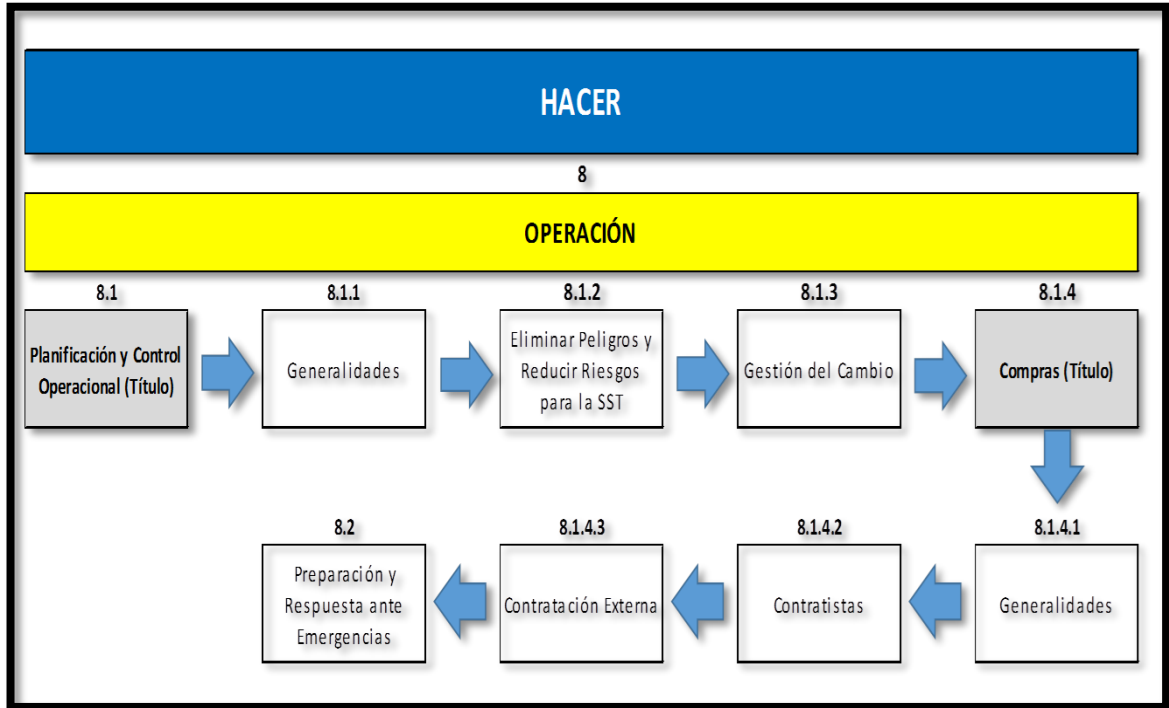 HACER
8
OPERACIÓN
8.1
8.1.1
8.1.2
8.1.3
8.1.4
Planificación y Control
Operacional (Título)
Generalidades
Eliminar Peligros y
Reducir Riesgos
para la SST
Gestión del Cambio
Compras (Título)
8.2
8.1.4.3
8.1.4.2
8.1.4.1
Preparación y
Respuesta ante
Emergencias
Contratación Externa
Contratistas
Generalidades